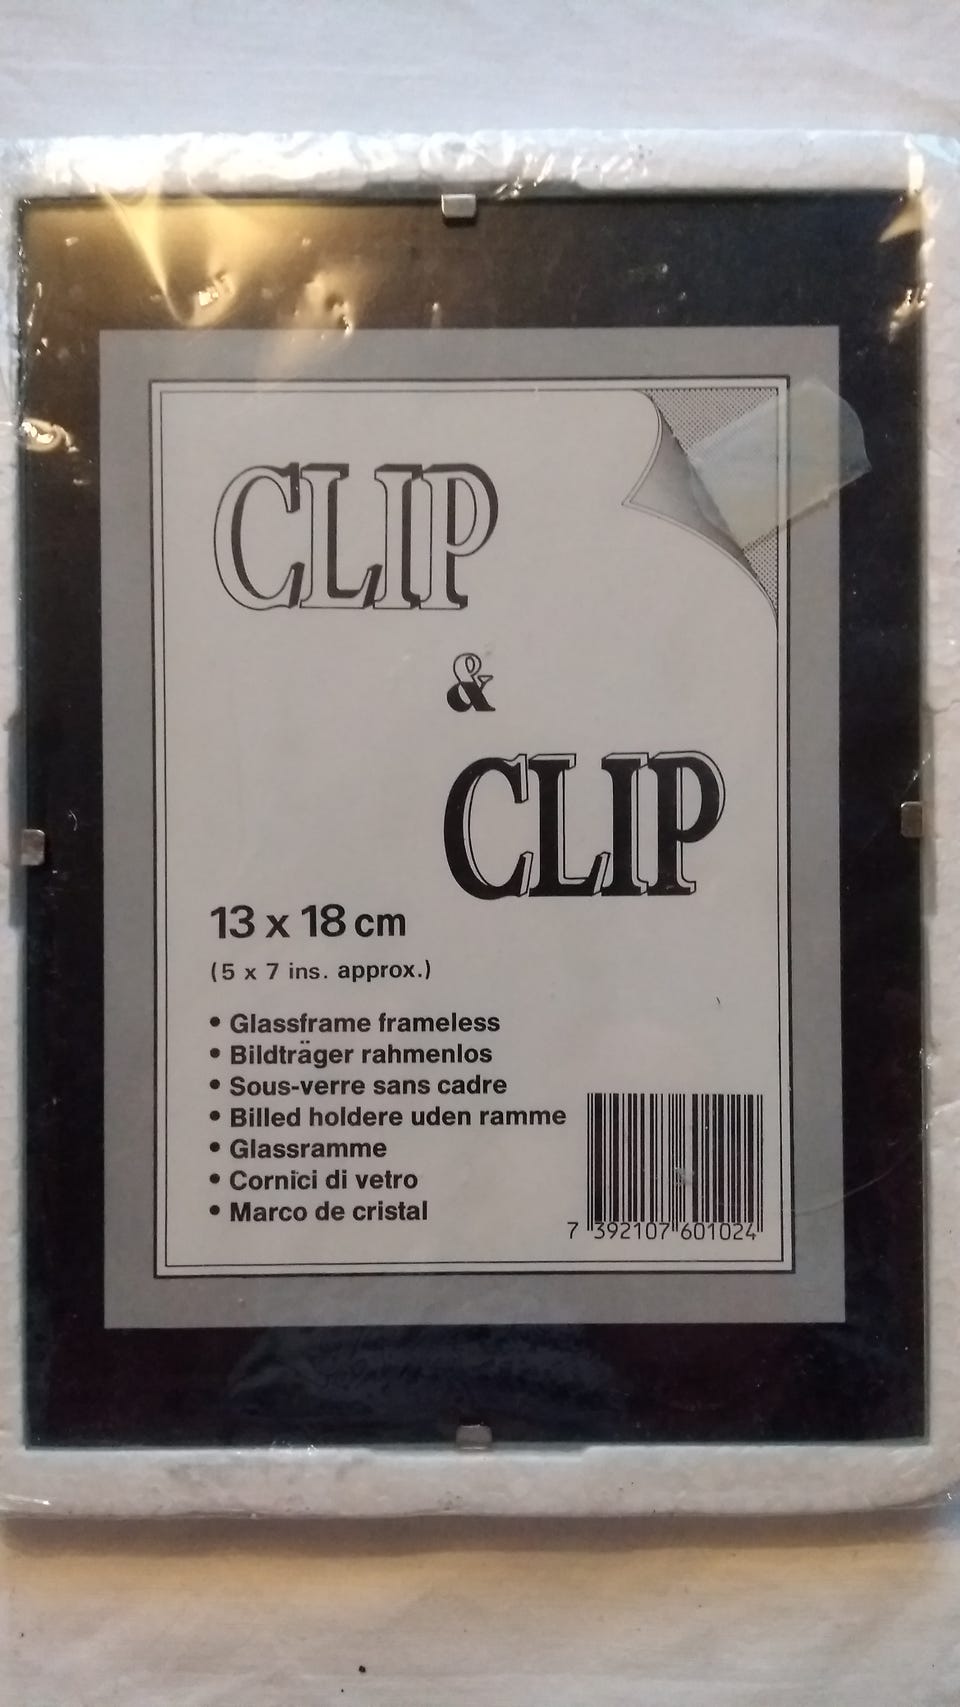 CLIP
&
CLIP
13 x 18 cm
(5 x 7 ins. approx.)
• Glassframe frameless
• Bildträger rahmenlos
• Sous-verre sans cadre
• Billed holdere uden ramme
• Glassramme
• Cornici di vetro
• Marco de cristal
7 392107 601024